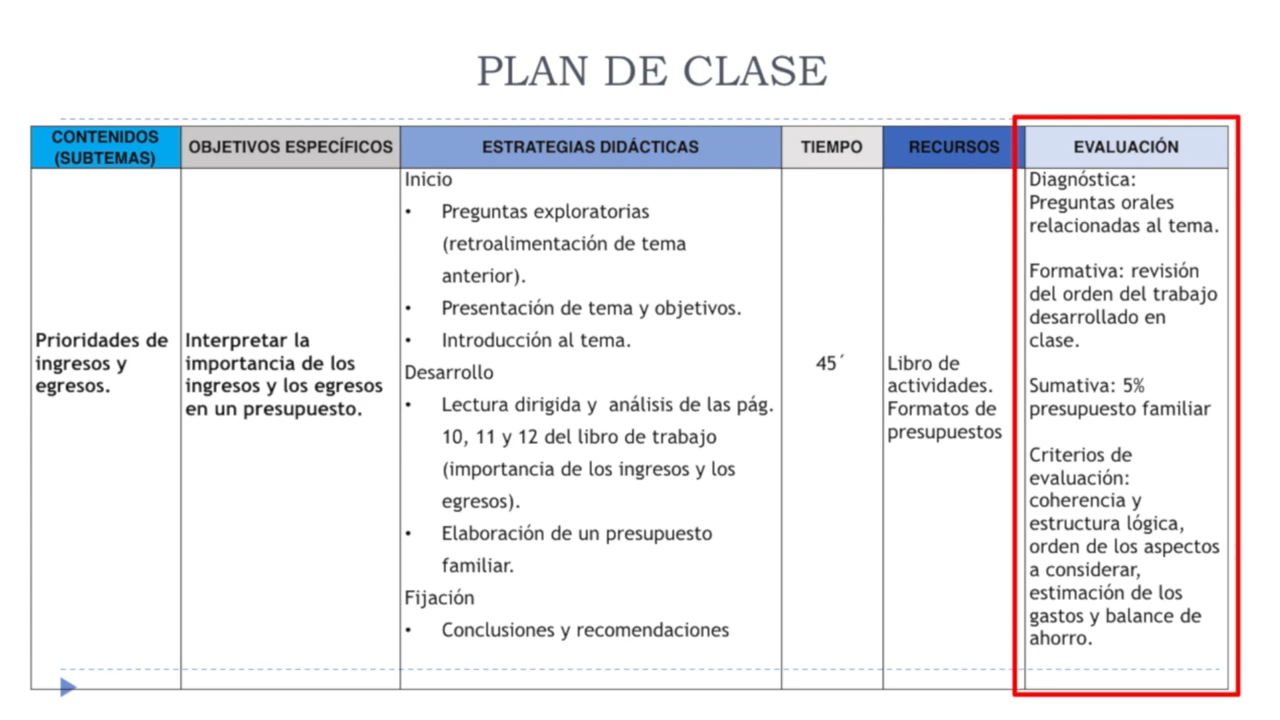 PLAN DE CLASE
CONTENIDOS
(SUBTEMAS)
OBJETIVOS ESPECÍFICOS
ESTRATEGIAS DIDÁCTICAS
TIEMPO
RECURSOS
EVALUACIÓN
Prioridades de
ingresos y
egresos.
Interpretar la
importancia de los
ingresos y los egresos
en un presupuesto.
Inicio
• Preguntas exploratorias
(retroalimentación de tema
anterior).
• Presentación de tema y objetivos.
• Introducción al tema.
Desarrollo
• Lectura dirigida y análisis de las pág.
10, 11 y 12 del libro de trabajo
(importancia de los ingresos y los
egresos).
• Elaboración de un presupuesto
familiar.
Fijación
• Conclusiones y recomendaciones
45´
Libro de
actividades.
Formatos de
presupuestos
Diagnóstica:
Preguntas orales
relacionadas al tema.
Formativa: revisión
del orden del trabajo
desarrollado en
clase.
Sumativa: 5%
presupuesto familiar
Criterios de
evaluación:
coherencia y
estructura lógica,
orden de los aspectos
a considerar,
estimación de los
gastos y balance de
ahorro.